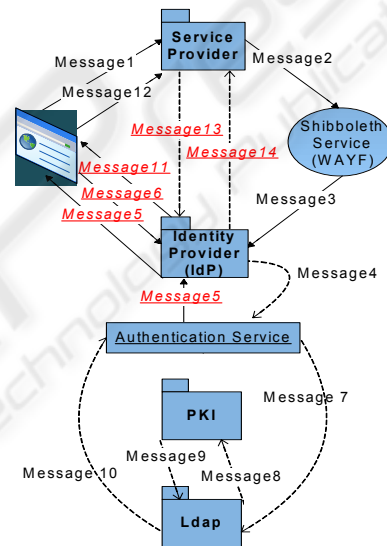 Service
Provider
Message1
Message2
Message12
Message13
Message14
Shibboleth
Service
(WAYF)
Message11
Message6
Message5
Message3
Identity
Provider
(IdP)
Message4
Message5
Authentication Service
PKI
Message 7
Message9
Message8
Message 10
Ldap